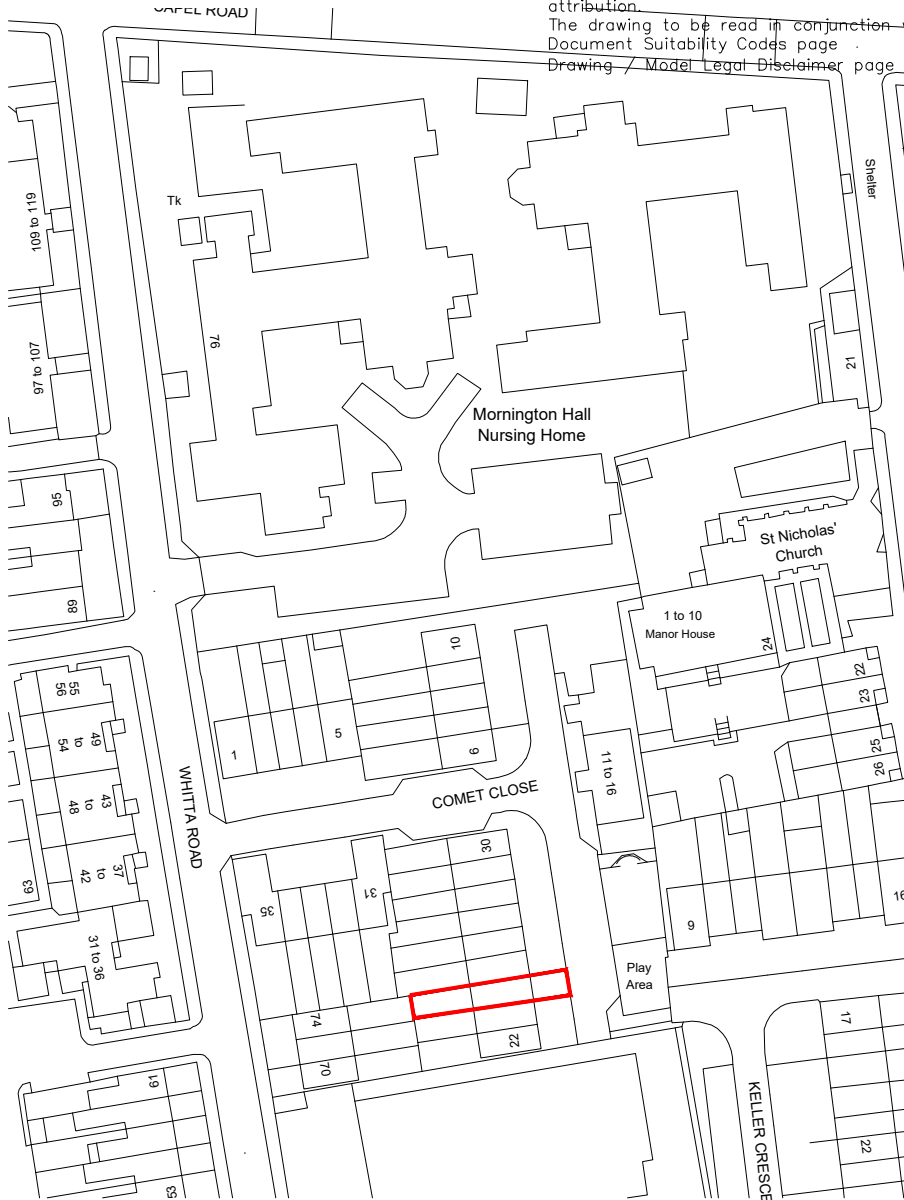 CAPEL ROAD
attribution.
The drawing to be read in conjunction
Document Suitability Codes page
Drawing / Model Legal Disclaimer page
Shelter
109 to 119
Tk
76
97 to 107
21
Mornington Hall
Nursing Home
95
St Nicholas'
Church
89
1 to 10
Manor House
24
10
22
23
55
56
49
to
54
1
5
6
25
26
11 to 16
WHITTA ROAD
COMET CLOSE
43
to
48
30
37
to
42
63
35
31
16
9
31 to 36
Play
Area
74
17
22
70
61
KELLER CRESCE
22
53